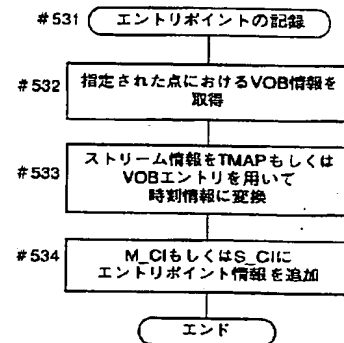 #531 エントリポイントの記録
#532 指定された点におけるVOB情報を
取得
ストリーム情報をTMAPもしくは
#533 VOBエントリを用いて
時刻情報に変換
#534 M_CIもしくはS_CIに
エントリポイント情報を追加
エンド